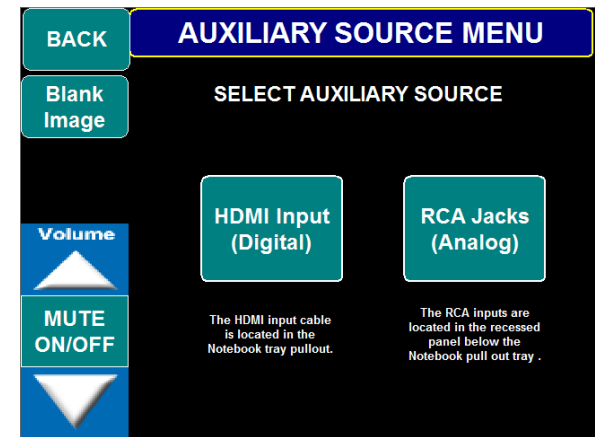 BACK
AUXILIARY SOURCE MENU
Blank
Image
SELECT AUXILIARY SOURCE
HDMI Input
(Digital)
RCA Jacks
(Analog)
Volume
MUTE
ON/OFF
The HDMI input cable
is located in the
Notebook tray pullout.
The RCA inputs are
located in the recessed
panel below the
Notebook pull out tray .